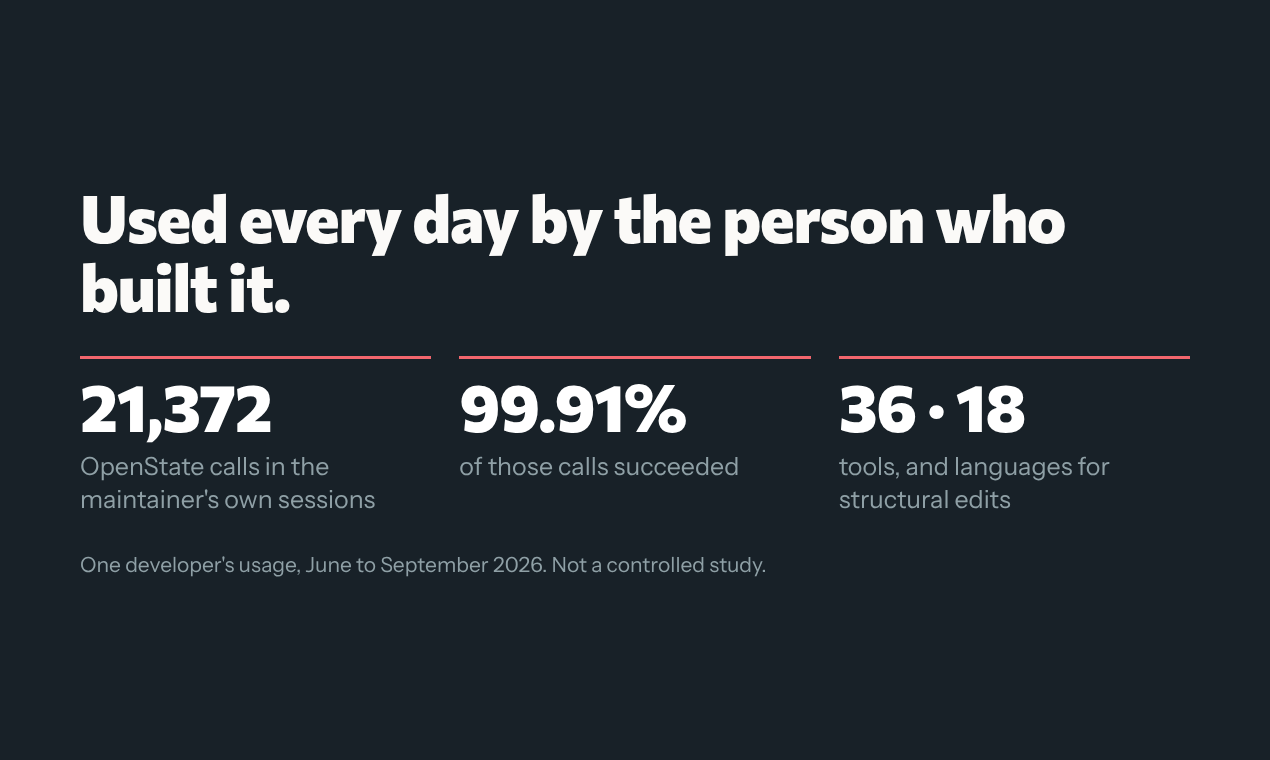 Used every day by the person who
built it.
21,372
OpenState calls in the
maintainer's own sessions
99.91%
of those calls succeeded
36 · 18
tools, and languages for
structural edits
One developer's usage, June to September 2026. Not a controlled study.